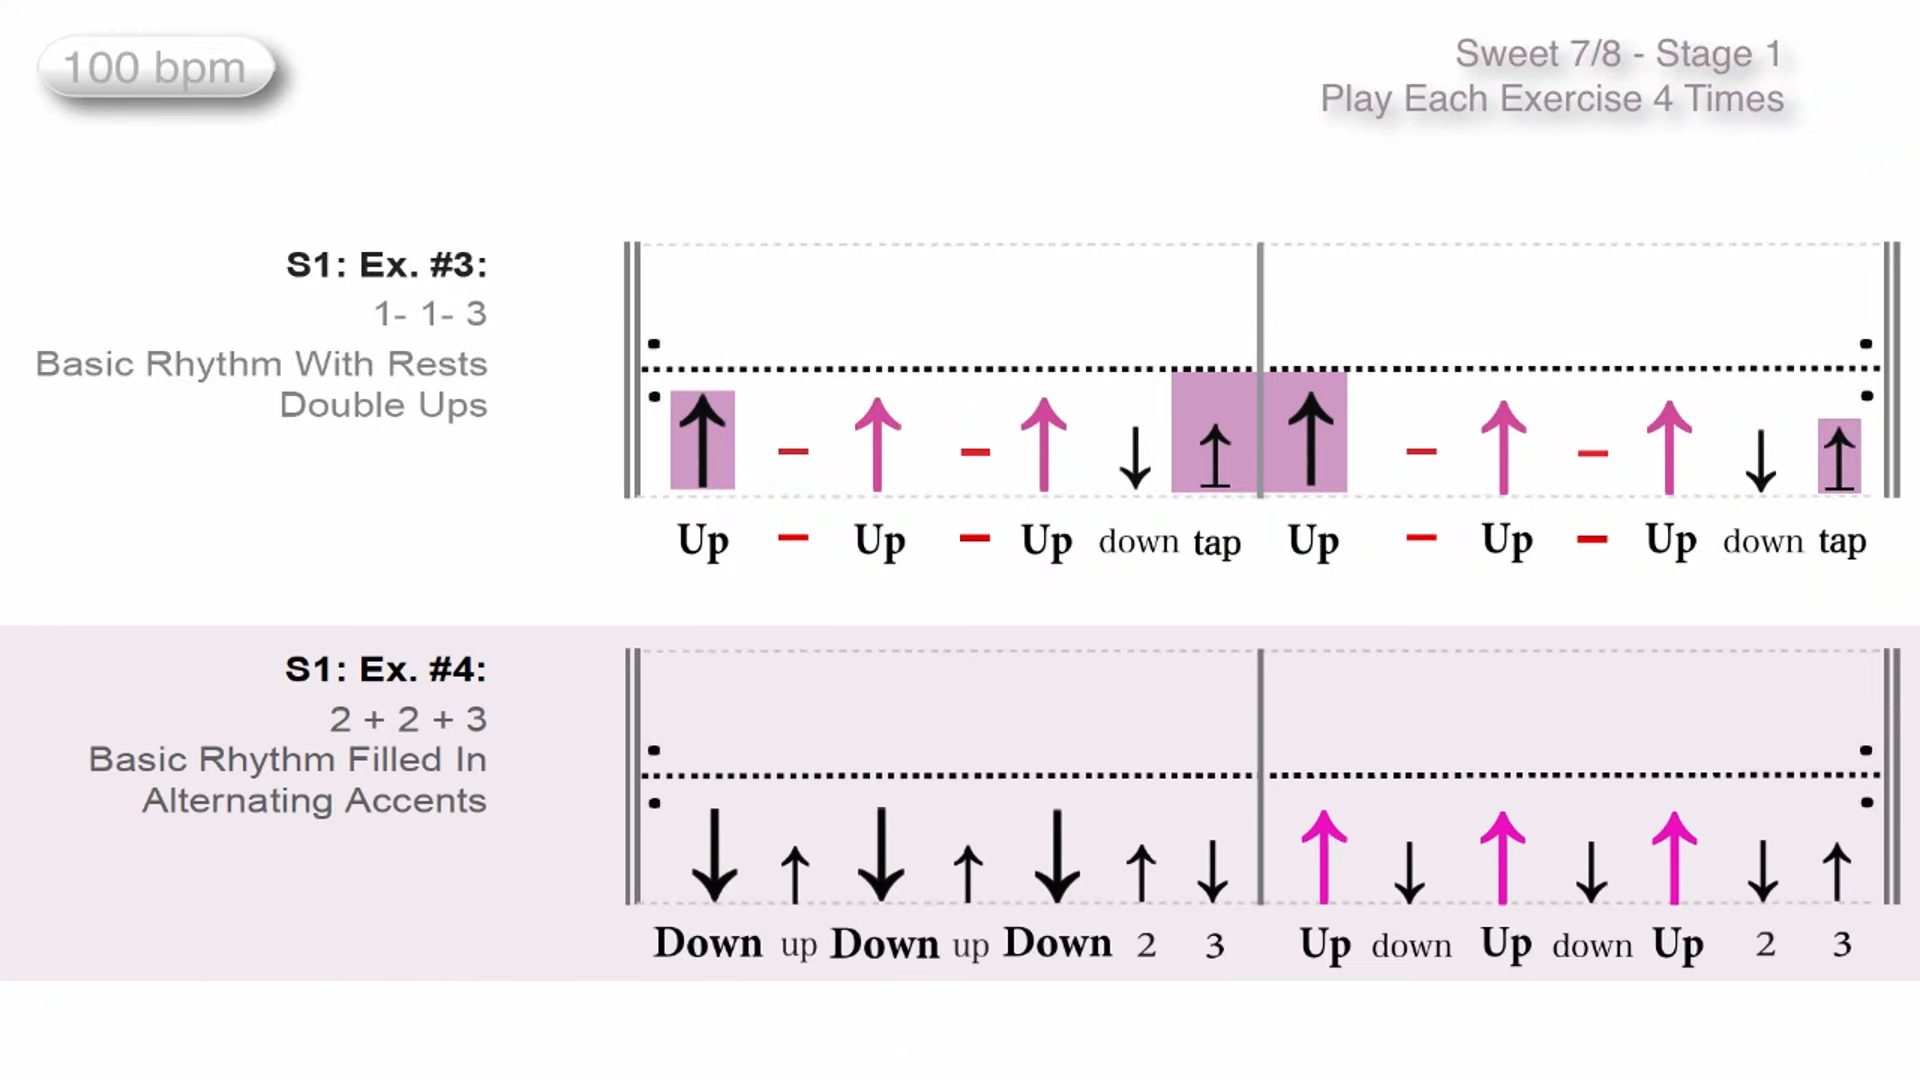 100 bpm
Sweet 7/8 - Stage 1
Play Each Exercise 4 Times
S1: Ex. #3:
1- 1- 3
Basic Rhythm With Rests
Double Ups
Up – Up – Up down tap Up – Up – Up down tap
S1: Ex. #4:
2 + 2 + 3
Basic Rhythm Filled In
Alternating Accents
Down up Down up Down 2 3 Up down Up down Up 2 3